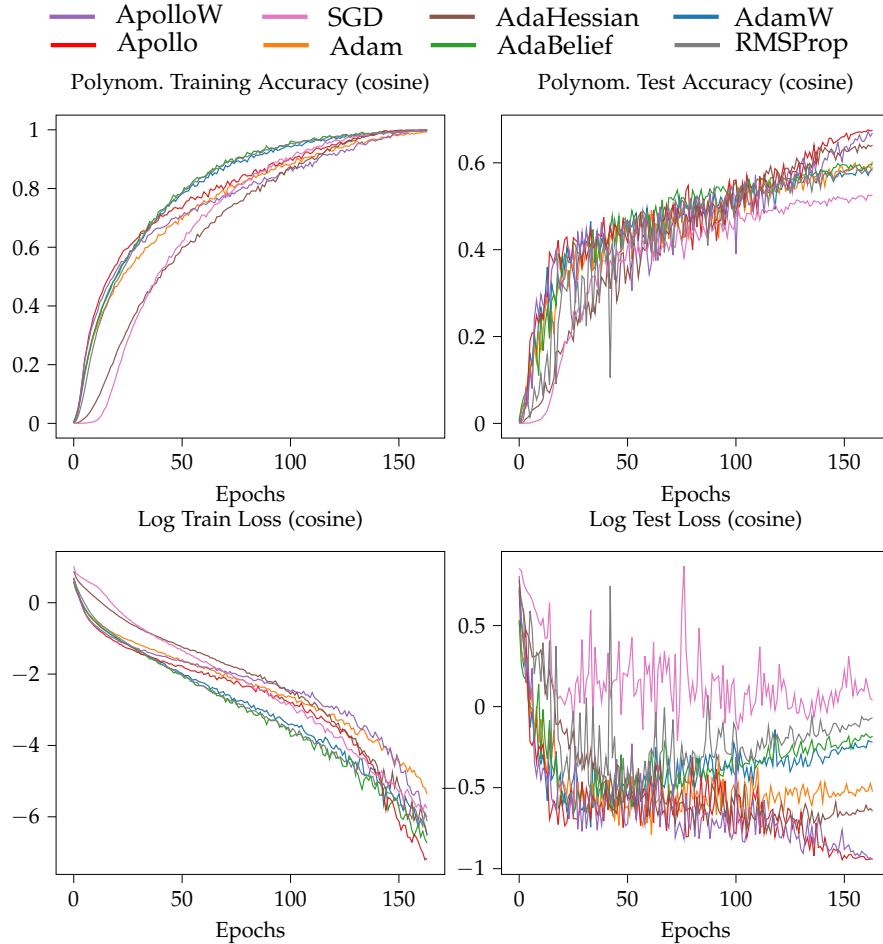 ApolloW SGD AdaHessian AdamW
Apollo Adam AdaBelief RMSProp
Polynom. Training Accuracy (cosine) Polynom. Test Accuracy (cosine)
1
0.8
0.6
0.4
0.2
0
0 50 100 150
Epochs
0.6
0.4
0.2
0
0 50 100 150
Epochs
Log Train Loss (cosine) Log Test Loss (cosine)
0
−2
−4
−6
0 50 100 150
Epochs
0.5
0
−0.5
−1
0 50 100 150
Epochs